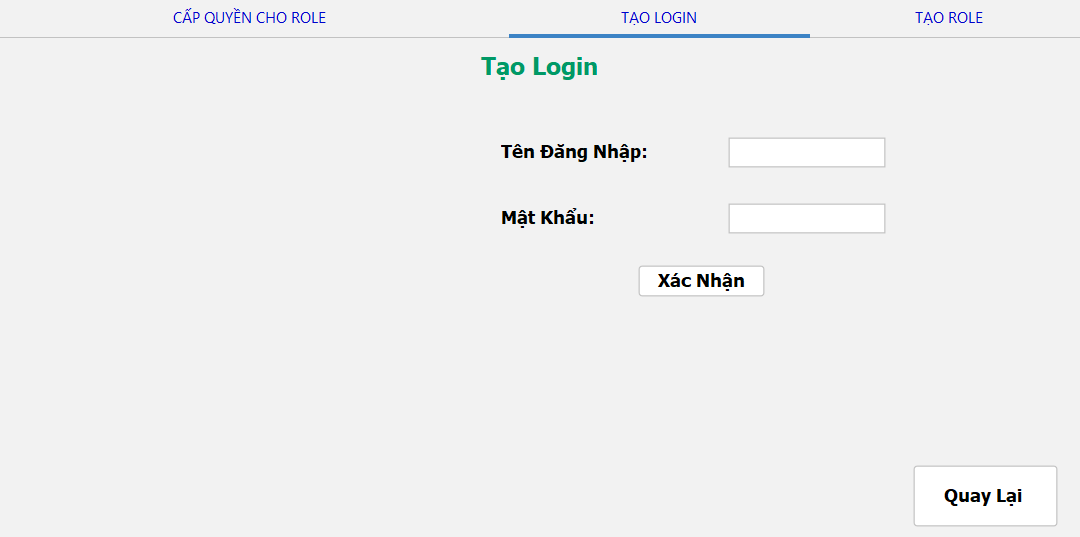 CẤP QUYỀN CHO ROLE
TẠO LOGIN
TẠO ROLE
Tạo Login
Tên Đăng Nhập:
Mật Khẩu:
Xác Nhận
Quay Lại